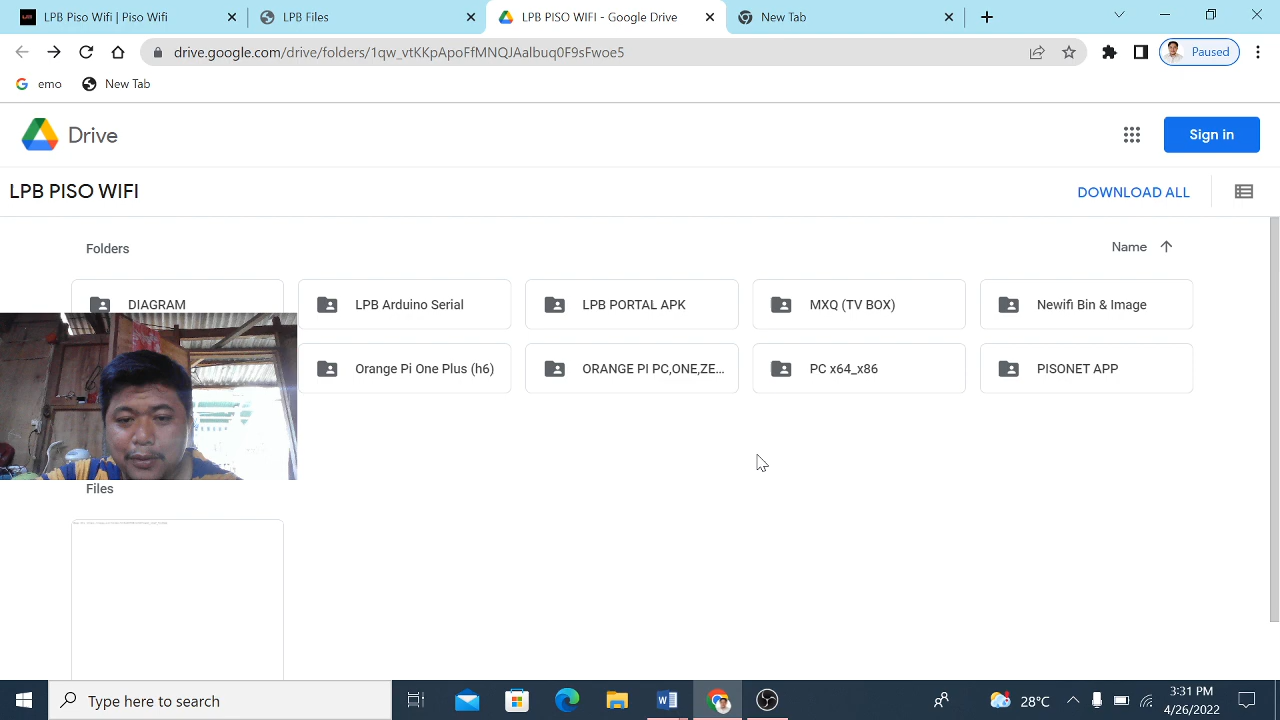 LPB Piso Wifi | Piso Wifi
LPB Files
LPB PISO WIFI - Google Drive
New Tab
drive.google.com/drive/folders/1qw_vtKKpApoFfMNQJAalbuq0F9sFwoe5
Paused
emo
New Tab
Drive
Sign in
LPB PISO WIFI
DOWNLOAD ALL
Folders
Name
DIAGRAM
LPB Arduino Serial
LPB PORTAL APK
MXQ (TV BOX)
Newifi Bin & Image
Orange Pi One Plus (h6)
ORANGE PI PC,ONE,ZE...
PC x64_x86
PISONET APP
Files
Type here to search
28°C
3:31 PM
4/26/2022